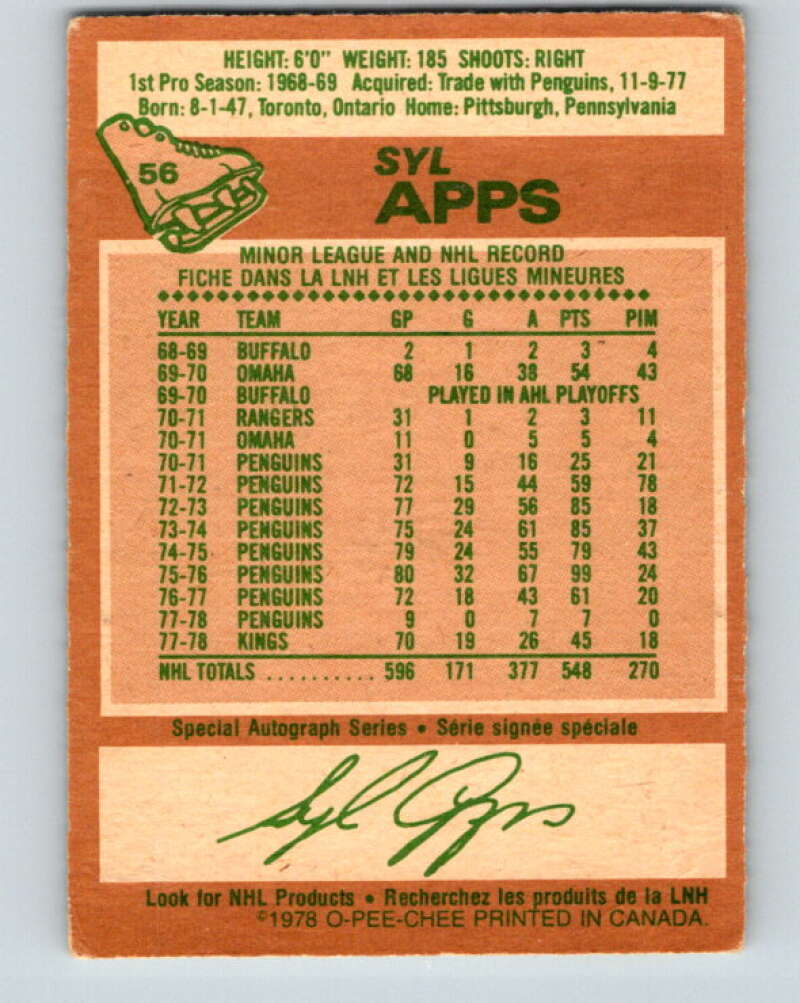 HEIGHT: 6'0" WEIGHT: 185 SHOOTS: RIGHT
1st Pro Season: 1968-69 Acquired: Trade with Penguins, 11-9-77
Born: 8-1-47, Toronto, Ontario Home: Pittsburgh, Pennsylvania
56
SYL
APPS
MINOR LEAGUE AND NHL RECORD
FICHE DANS LA LNH ET LES LIGUES MINEURES
YEAR TEAM GP G A PTS PIM
68-69 BUFFALO 2 1 2 3 4
69-70 OMAHA 68 16 38 54 43
69-70 BUFFALO PLAYED IN AHL PLAYOFFS
70-71 RANGERS 31 1 2 3 11
70-71 OMAHA 11 0 5 5 4
70-71 PENGUINS 31 9 16 25 21
71-72 PENGUINS 72 15 44 59 78
72-73 PENGUINS 77 29 56 85 18
73-74 PENGUINS 75 24 61 85 37
74-75 PENGUINS 79 24 55 79 43
75-76 PENGUINS 80 32 67 99 24
76-77 PENGUINS 72 18 43 61 20
77-78 PENGUINS 9 0 7 7 0
77-78 KINGS 70 19 26 45 18
NHL TOTALS .......... 596 171 377 548 270
Special Autograph Series • Série signée spéciale
Syl Apps
Look for NHL Products • Recherchez les produits de la LNH
©1978 O-PEE-CHEE PRINTED IN CANADA.